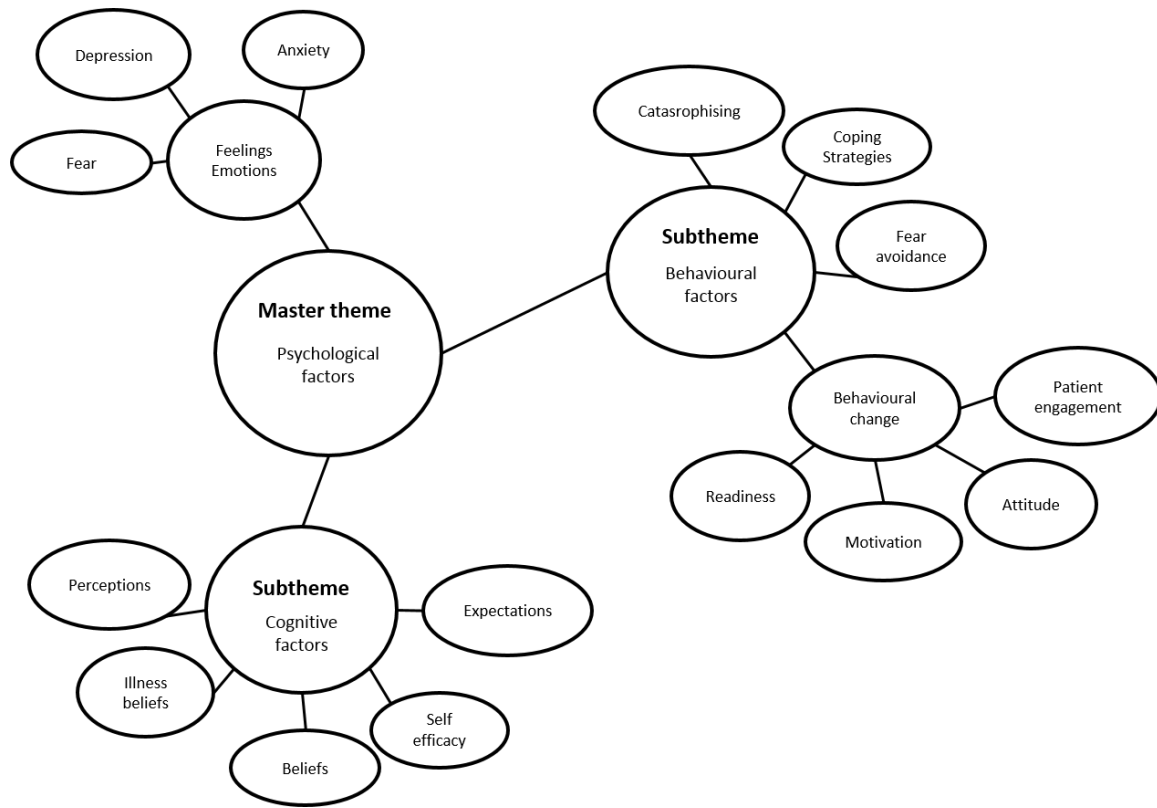 Depression
Anxiety
Fear
Feelings
Emotions
Catasrophising
Coping
Strategies
Subtheme
Behavioural
factors
Fear
avoidance
Master theme
Psychological
factors
Behavioural
change
Patient
engagement
Readiness
Motivation
Attitude
Subtheme
Cognitive
factors
Perceptions
Expectations
Illness
beliefs
Beliefs
Self
efficacy